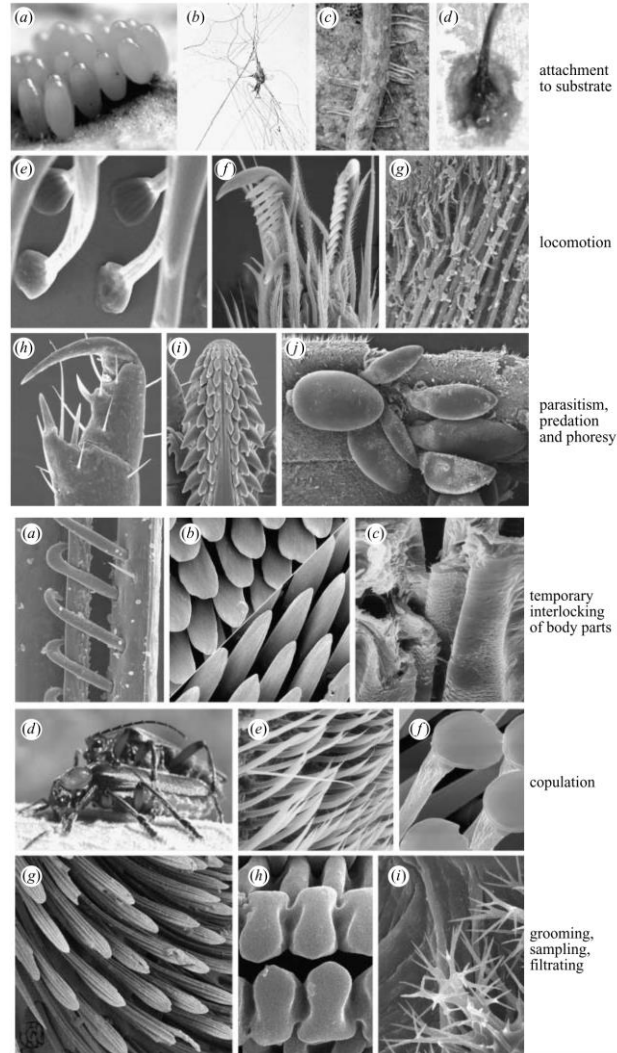 (a) (b) (c) (d)
attachment
to substrate
(e) (f) (g)
locomotion
(h) (i) (j)
parasitism,
predation
and phoresy
(a) (b) (c)
temporary
interlocking
of body parts
(d) (e) (f)
copulation
(g) (h) (i)
grooming,
sampling,
filtrating